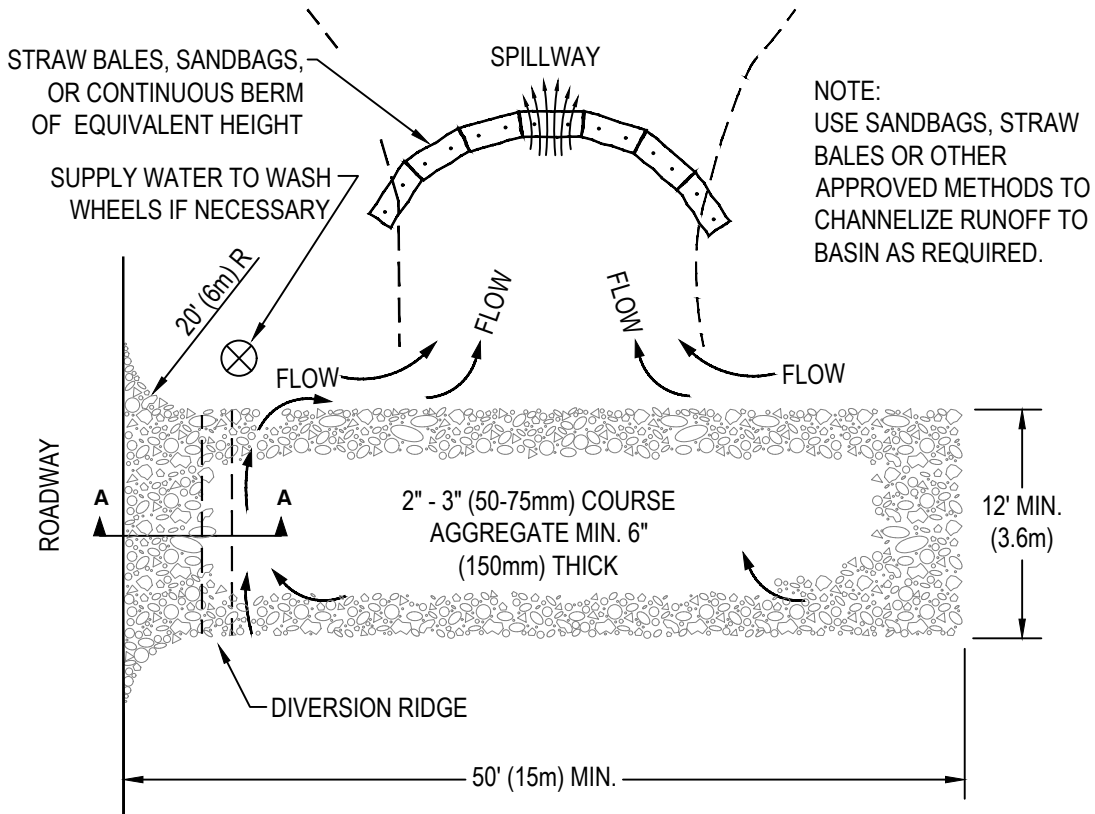 STRAW BALES, SANDBAGS,
OR CONTINUOUS BERM
OF EQUIVALENT HEIGHT
SPILLWAY
NOTE:
USE SANDBAGS, STRAW
BALES OR OTHER
APPROVED METHODS TO
CHANNELIZE RUNOFF TO
BASIN AS REQUIRED.
SUPPLY WATER TO WASH
WHEELS IF NECESSARY
20' (6m) R
FLOW
FLOW
FLOW
FLOW
ROADWAY
A
A
2" - 3" (50-75mm) COURSE
AGGREGATE MIN. 6"
(150mm) THICK
12' MIN.
(3.6m)
DIVERSION RIDGE
50' (15m) MIN.